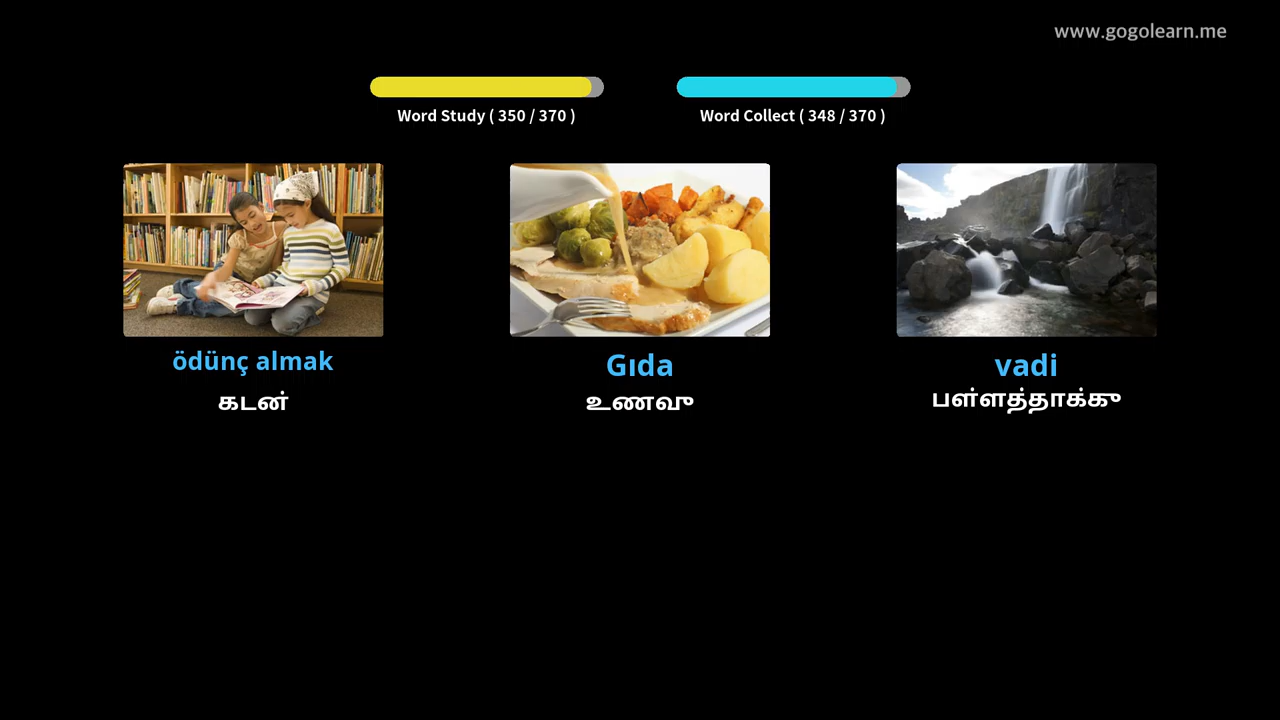 www.gogolearn.me
Word Study ( 350 / 370 )
Word Collect ( 348 / 370 )
ödünç almak
Gıda
vadi
கடன்
உணவு
பள்ளத்தாக்கு